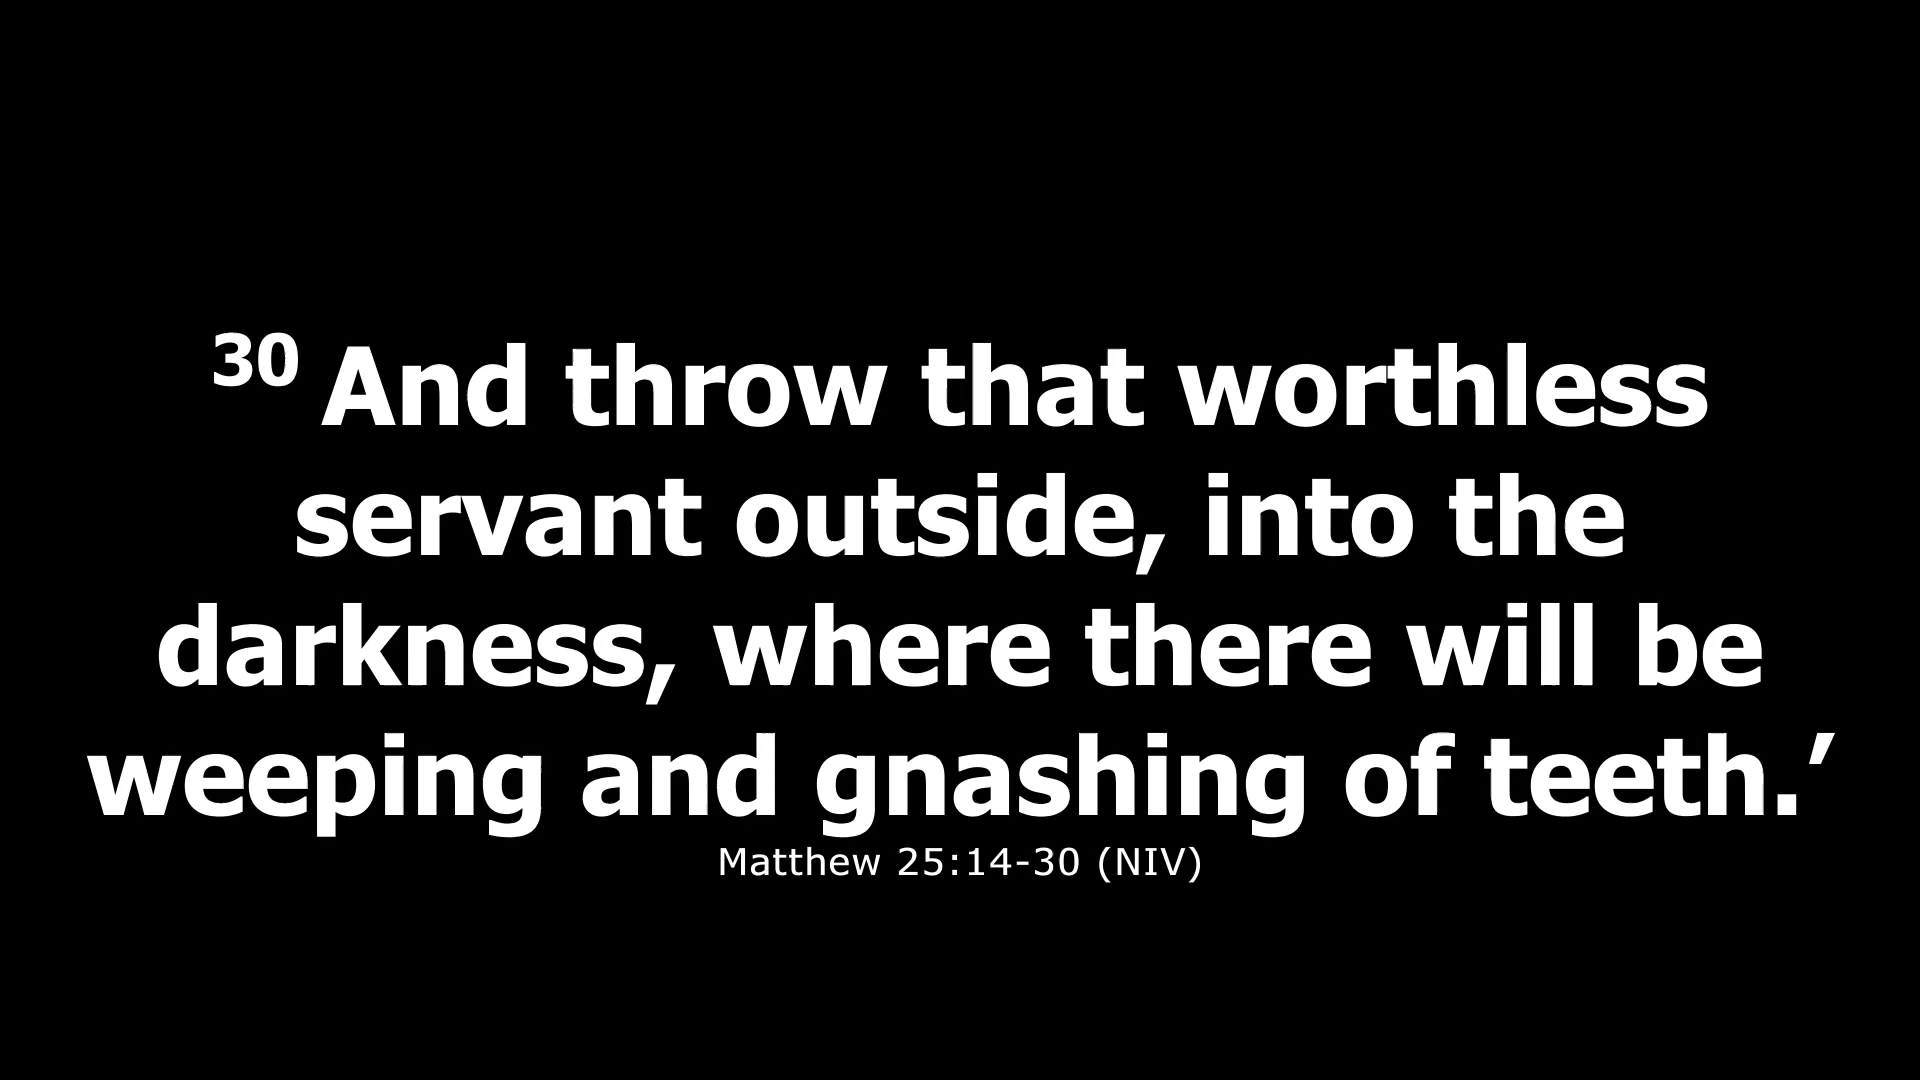 30 And throw that worthless
servant outside, into the
darkness, where there will be
weeping and gnashing of teeth.’
Matthew 25:14-30 (NIV)